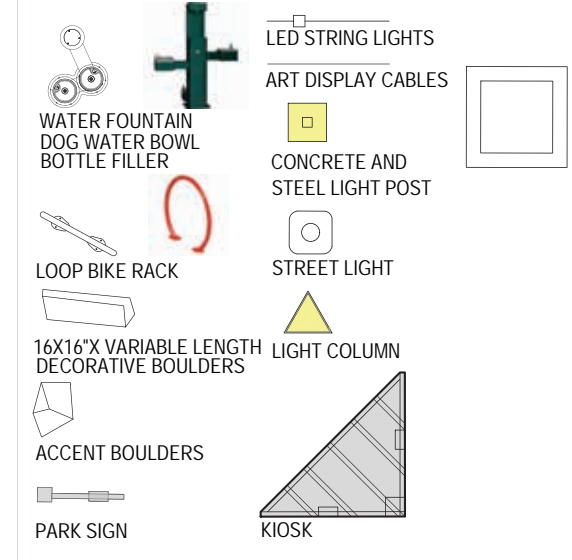 WATER FOUNTAIN
DOG WATER BOWL
BOTTLE FILLER
LOOP BIKE RACK
16X16"X VARIABLE LENGTH
DECORATIVE BOULDERS
ACCENT BOULDERS
PARK SIGN
LED STRING LIGHTS
ART DISPLAY CABLES
CONCRETE AND
STEEL LIGHT POST
STREET LIGHT
LIGHT COLUMN
KIOSK